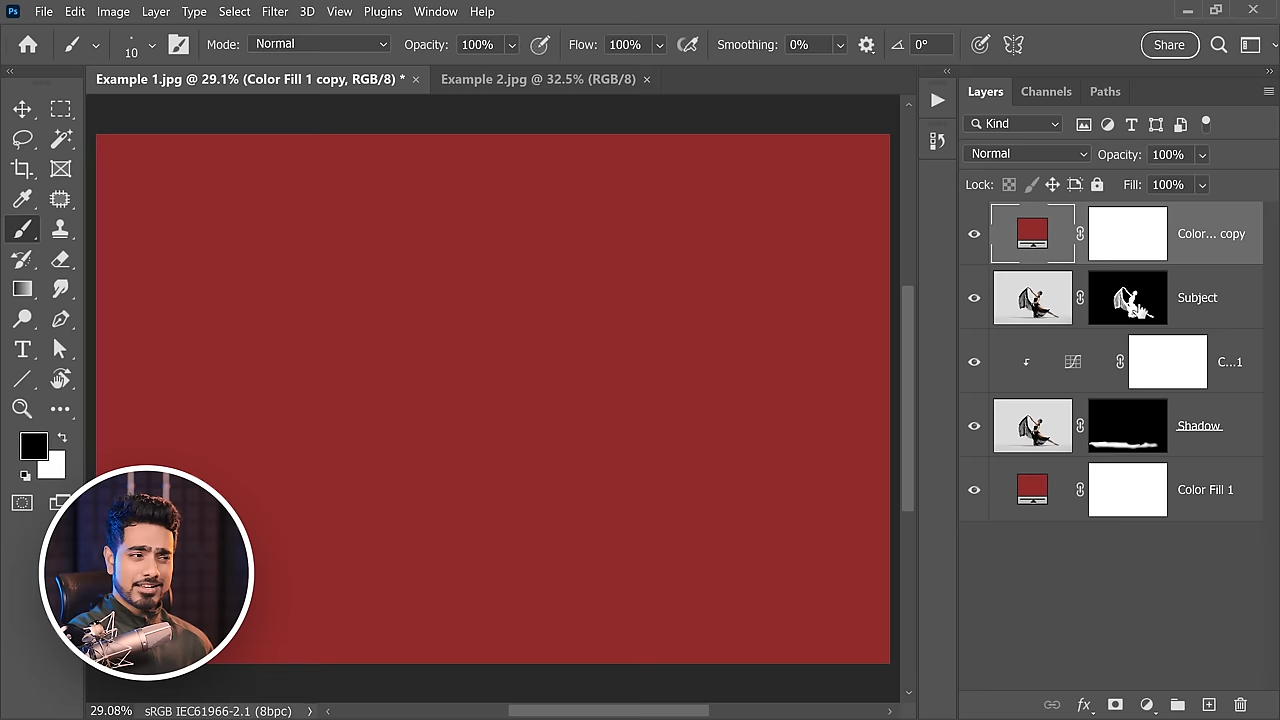 Ps File Edit Image Layer Type Select Filter 3D View Plugins Window Help
10 Mode: Normal Opacity: 100% Flow: 100% Smoothing: 0% 0° Share
Example 1.jpg @ 29.1% (Color Fill 1 copy, RGB/8) * × Example 2.jpg @ 32.5% (RGB/8) ×
Layers Channels Paths
Kind
Normal Opacity: 100%
Lock: Fill: 100%
Color... copy
Subject
C...1
Shadow
Color Fill 1
29.08% sRGB IEC61966-2.1 (8bpc)
fx